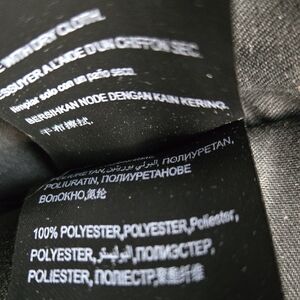 WITH DRY CLOTH.
ESSUYER A L'AIDE D'UN CHIFFON SEC.
limpiar solo con un paño seco.
BERSIHKAN NODE DENGAN KAIN KERING.
干布擦拭
POLIURETAN, ПОЛИУРЕТАН,
POLIURATIN, ПОЛИУРЕТАНОВЕ
ВОЛОКНО, 氨纶
100% POLYESTER, POLYESTER, Poliester,
POLYESTER, البوليستر, ПОЛИЭСТЕР,
POLIESTER, ПОЛІЕСТР, 聚酯纤维